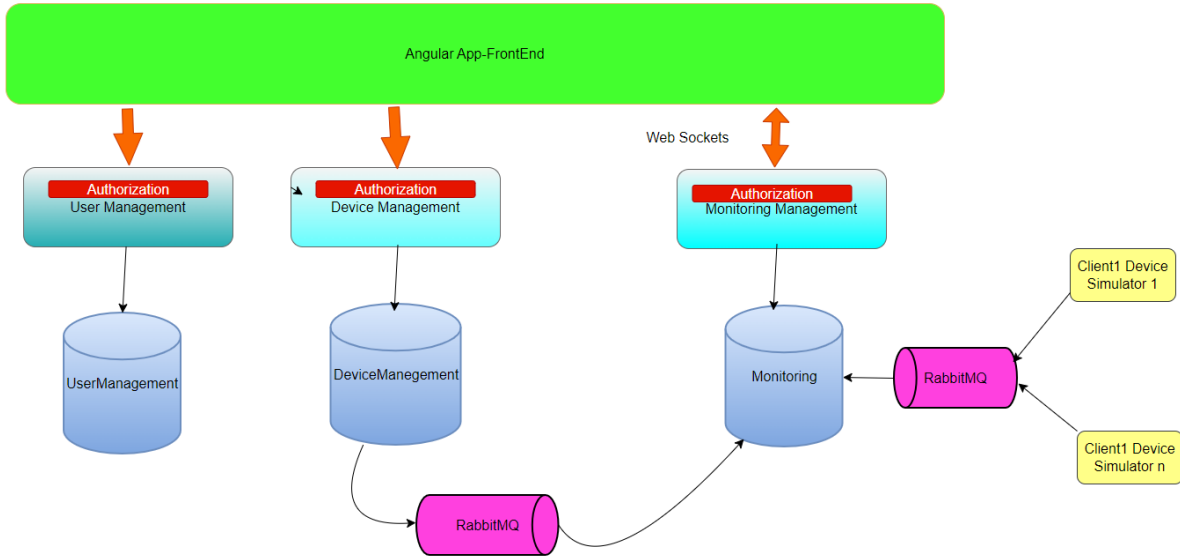 Angular App-FrontEnd
Web Sockets
Authorization
User Management
Authorization
Device Management
Authorization
Monitoring Management
Client1 Device
Simulator 1
UserManagement
DeviceManegement
Monitoring
RabbitMQ
Client1 Device
Simulator n
RabbitMQ